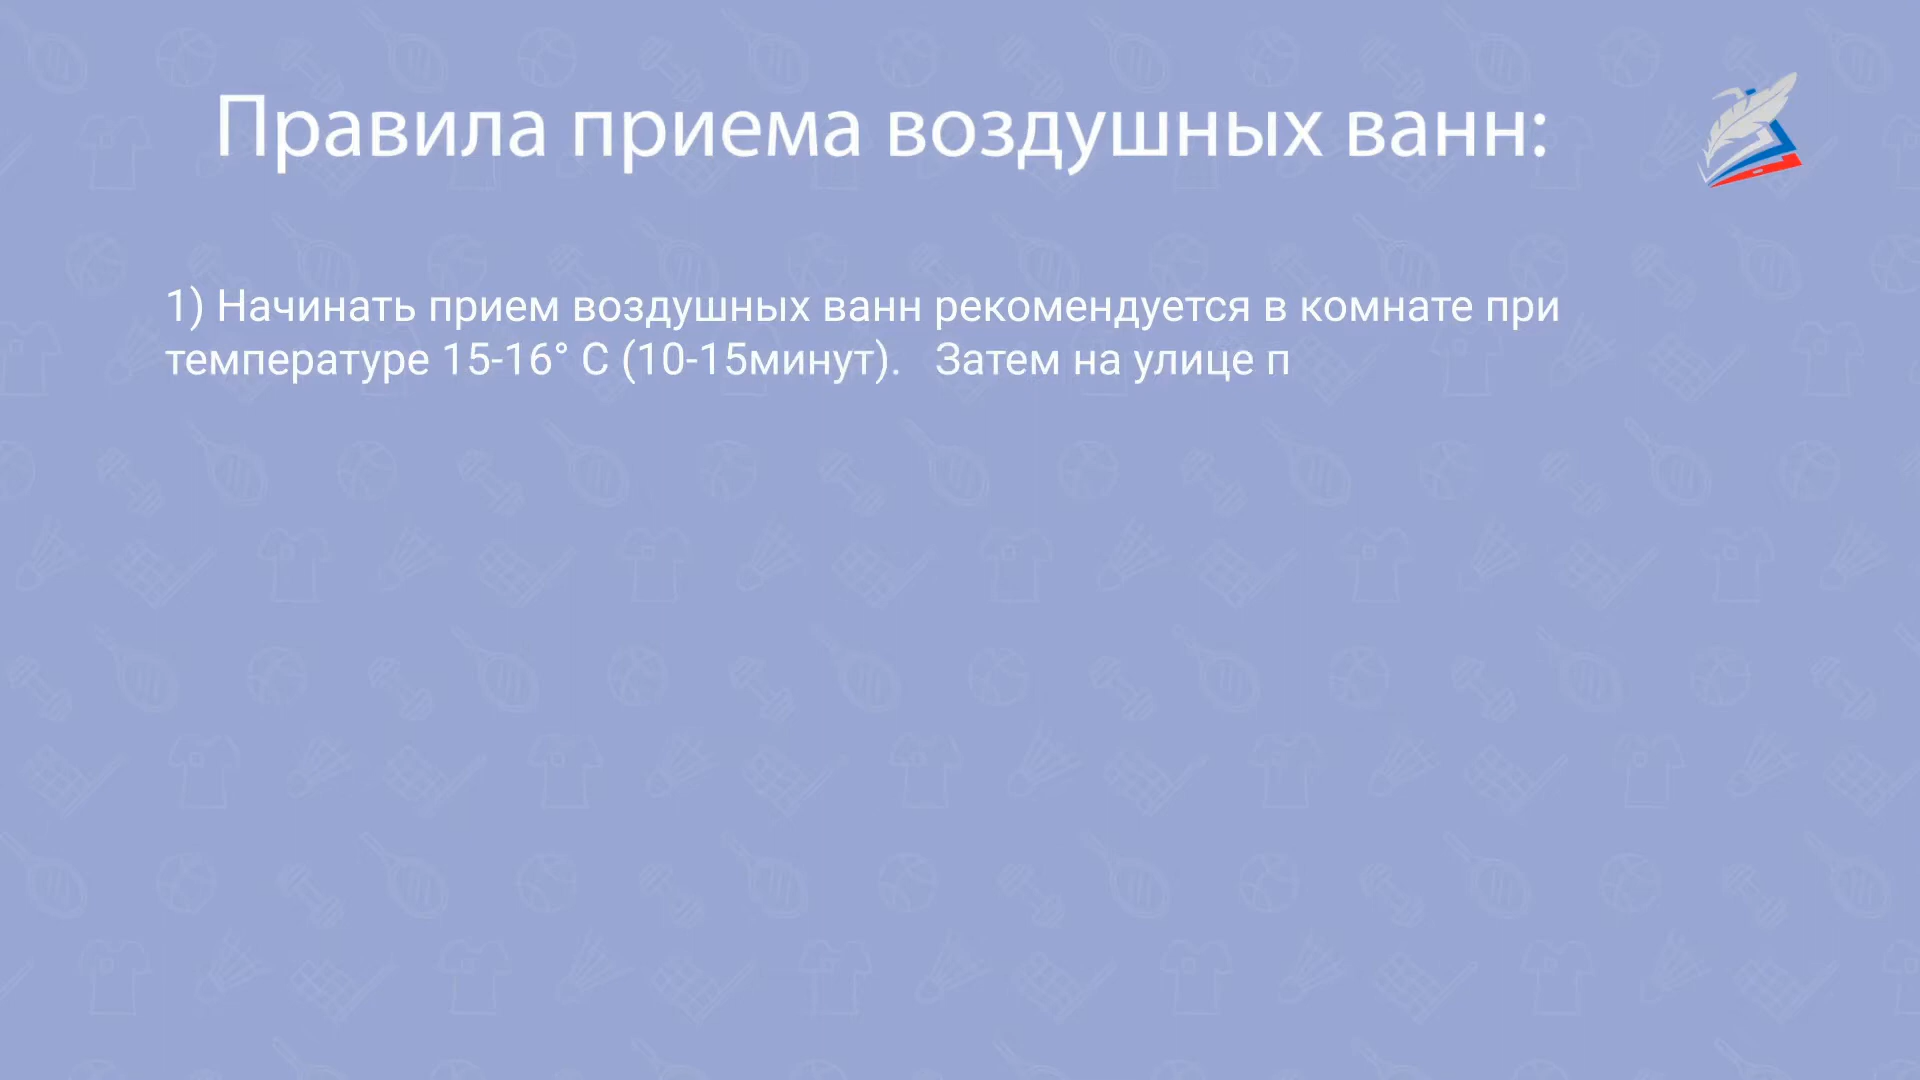 Правила приема воздушных ванн:
1) Начинать прием воздушных ванн рекомендуется в комнате при
температуре 15-16° С (10-15минут).   Затем на улице п